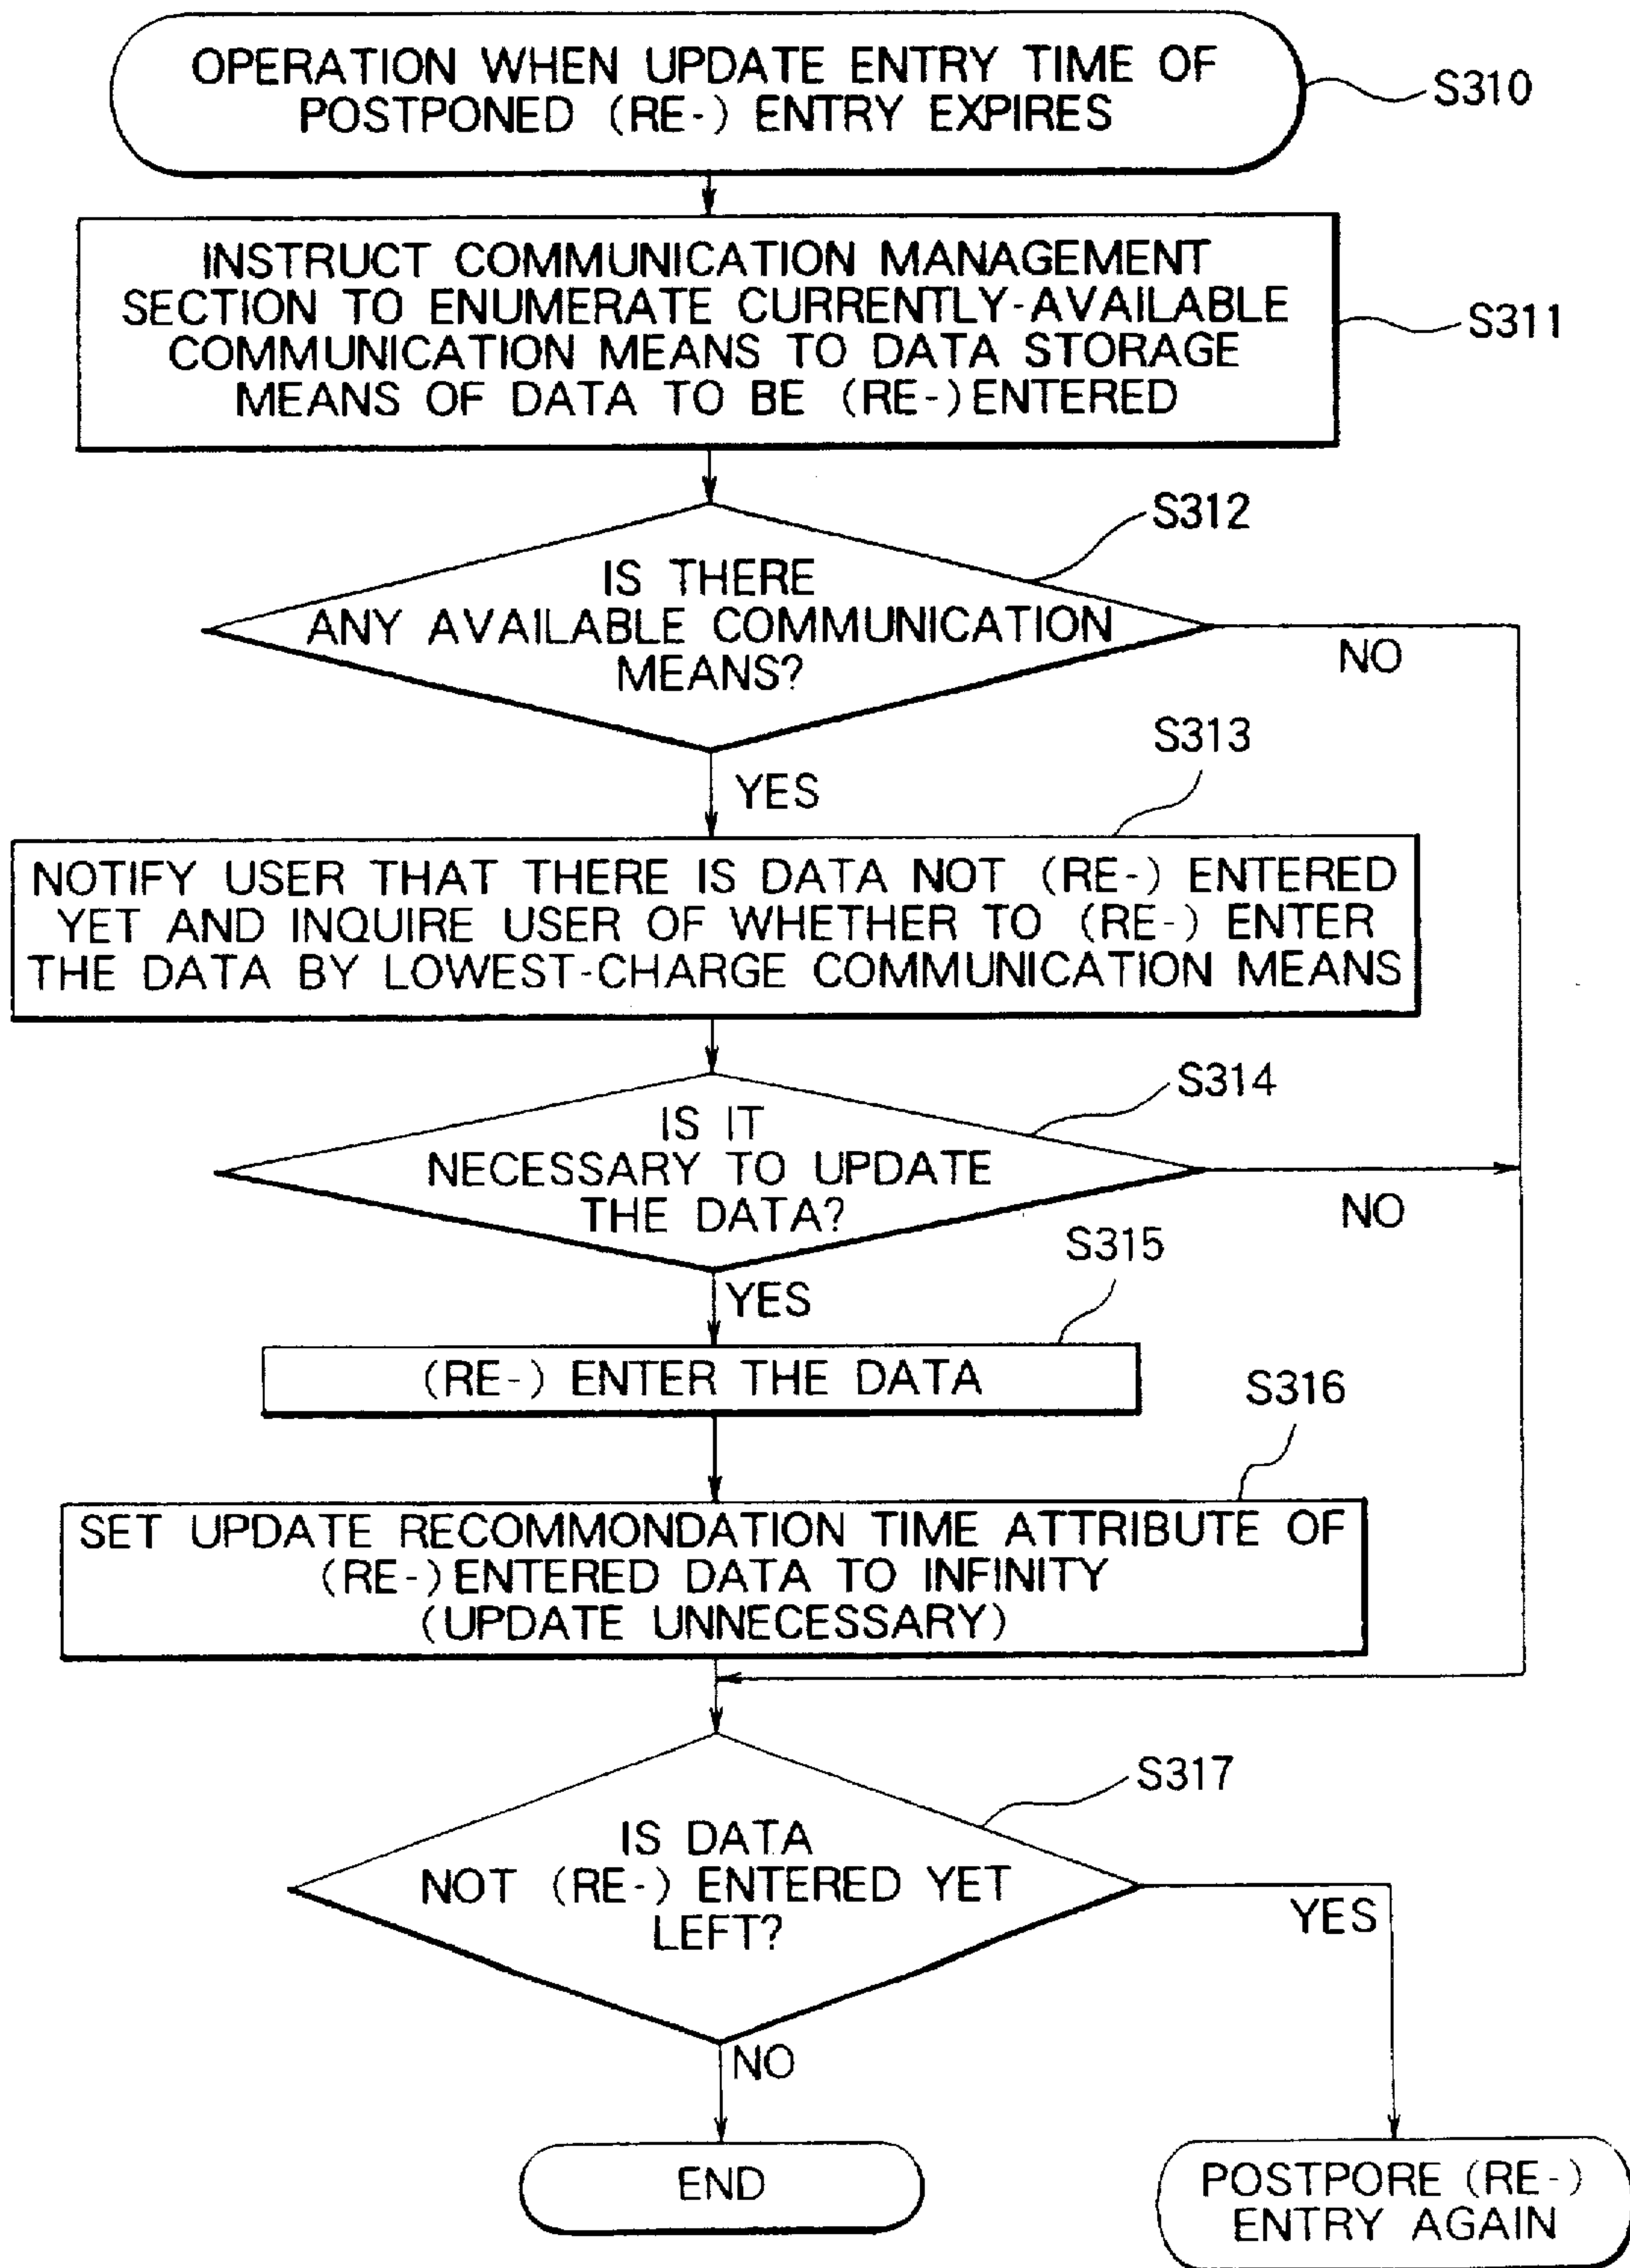 OPERATION WHEN UPDATE ENTRY TIME OF
POSTPONED (RE-) ENTRY EXPIRES
S310
INSTRUCT COMMUNICATION MANAGEMENT
SECTION TO ENUMERATE CURRENTLY-AVAILABLE
COMMUNICATION MEANS TO DATA STORAGE
MEANS OF DATA TO BE (RE-)ENTERED
S311
S312
IS THERE
ANY AVAILABLE COMMUNICATION
MEANS?
NO
S313
YES
NOTIFY USER THAT THERE IS DATA NOT (RE-) ENTERED
YET AND INQUIRE USER OF WHETHER TO (RE-) ENTER
THE DATA BY LOWEST-CHARGE COMMUNICATION MEANS
S314
IS IT
NECESSARY TO UPDATE
THE DATA?
NO
S315
YES
(RE-) ENTER THE DATA
S316
SET UPDATE RECOMMONDATION TIME ATTRIBUTE OF
(RE-)ENTERED DATA TO INFINITY
(UPDATE UNNECESSARY)
S317
IS DATA
NOT (RE-) ENTERED YET
LEFT?
YES
NO
END
POSTPORE (RE-)
ENTRY AGAIN